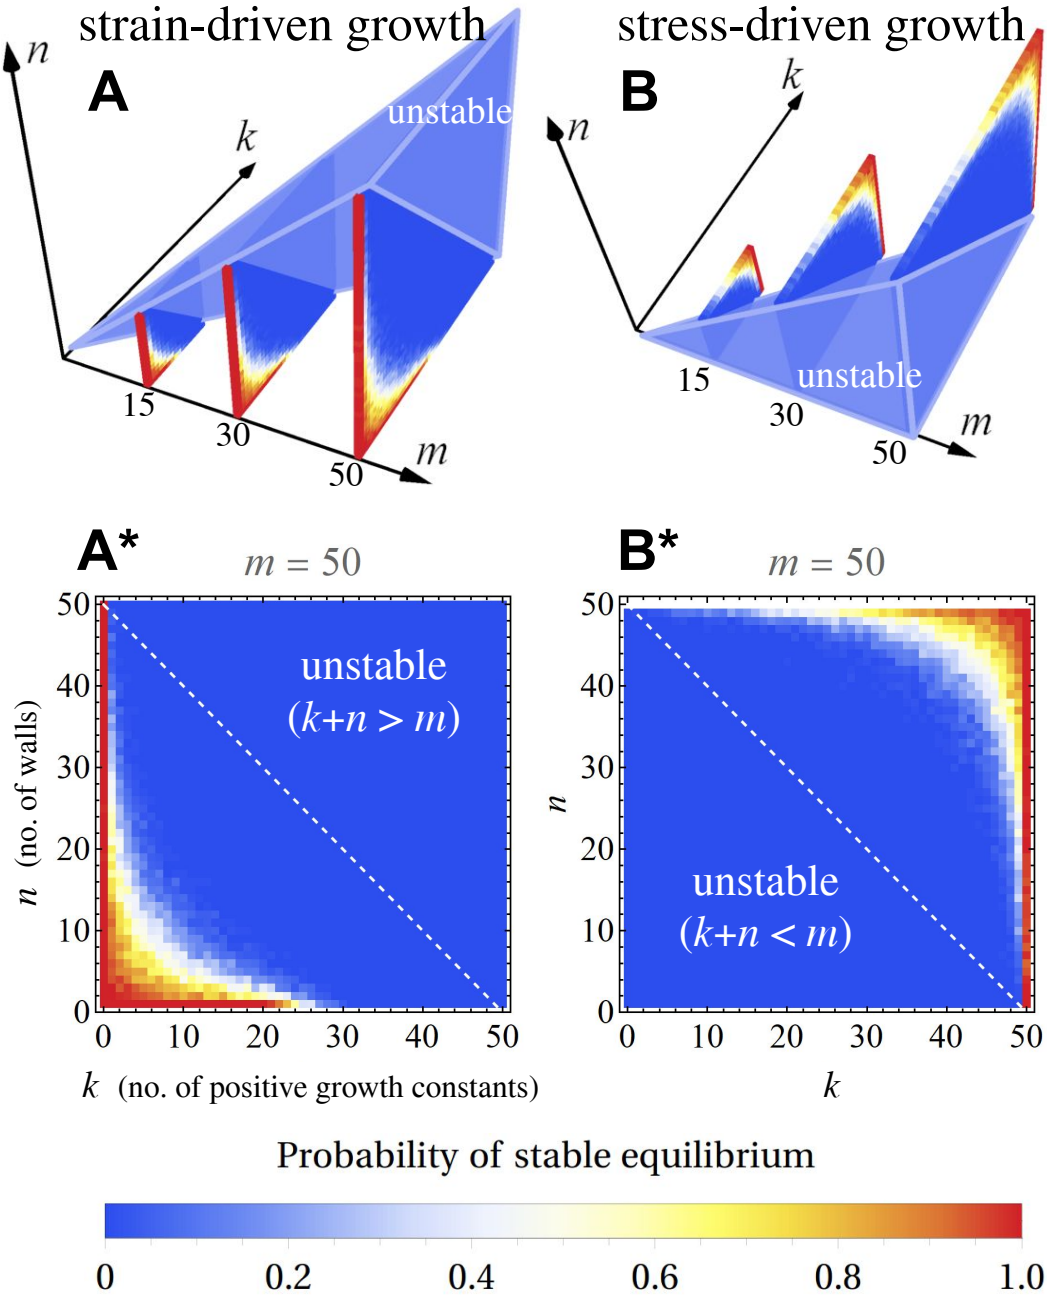 strain-driven growth
stress-driven growth
n
A
k
unstable
15
30
50
m
n
B
k
unstable
15
30
50
m
A*
m = 50
50
40
30
20
10
0
n (no. of walls)
unstable
(k+n > m)
0 10 20 30 40 50
k (no. of positive growth constants)
B*
m = 50
50
40
30
20
10
0
n
unstable
(k+n < m)
0 10 20 30 40 50
k
Probability of stable equilibrium
0 0.2 0.4 0.6 0.8 1.0